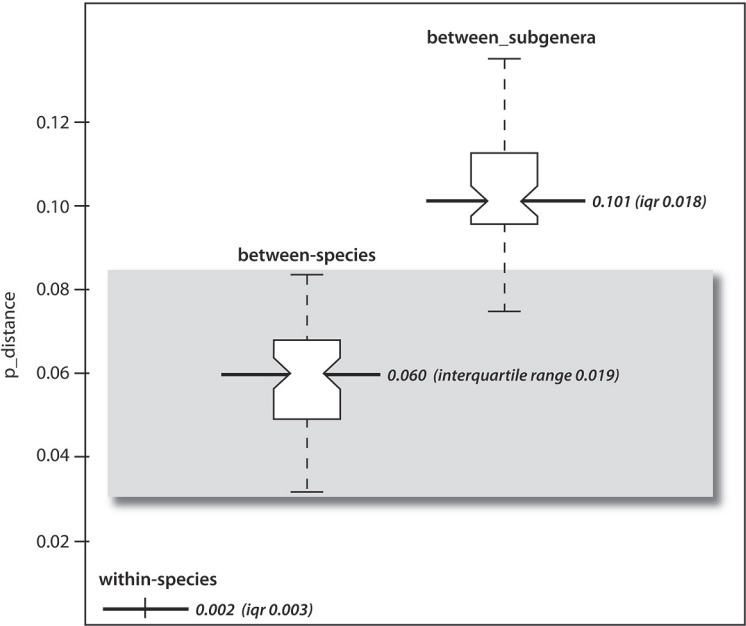 between_subgenera
0.12
0.10
0.101 (iqr 0.018)
between-species
0.08
p_distance
0.06
0.060 (interquartile range 0.019)
0.04
0.02
within-species
0.002 (iqr 0.003)